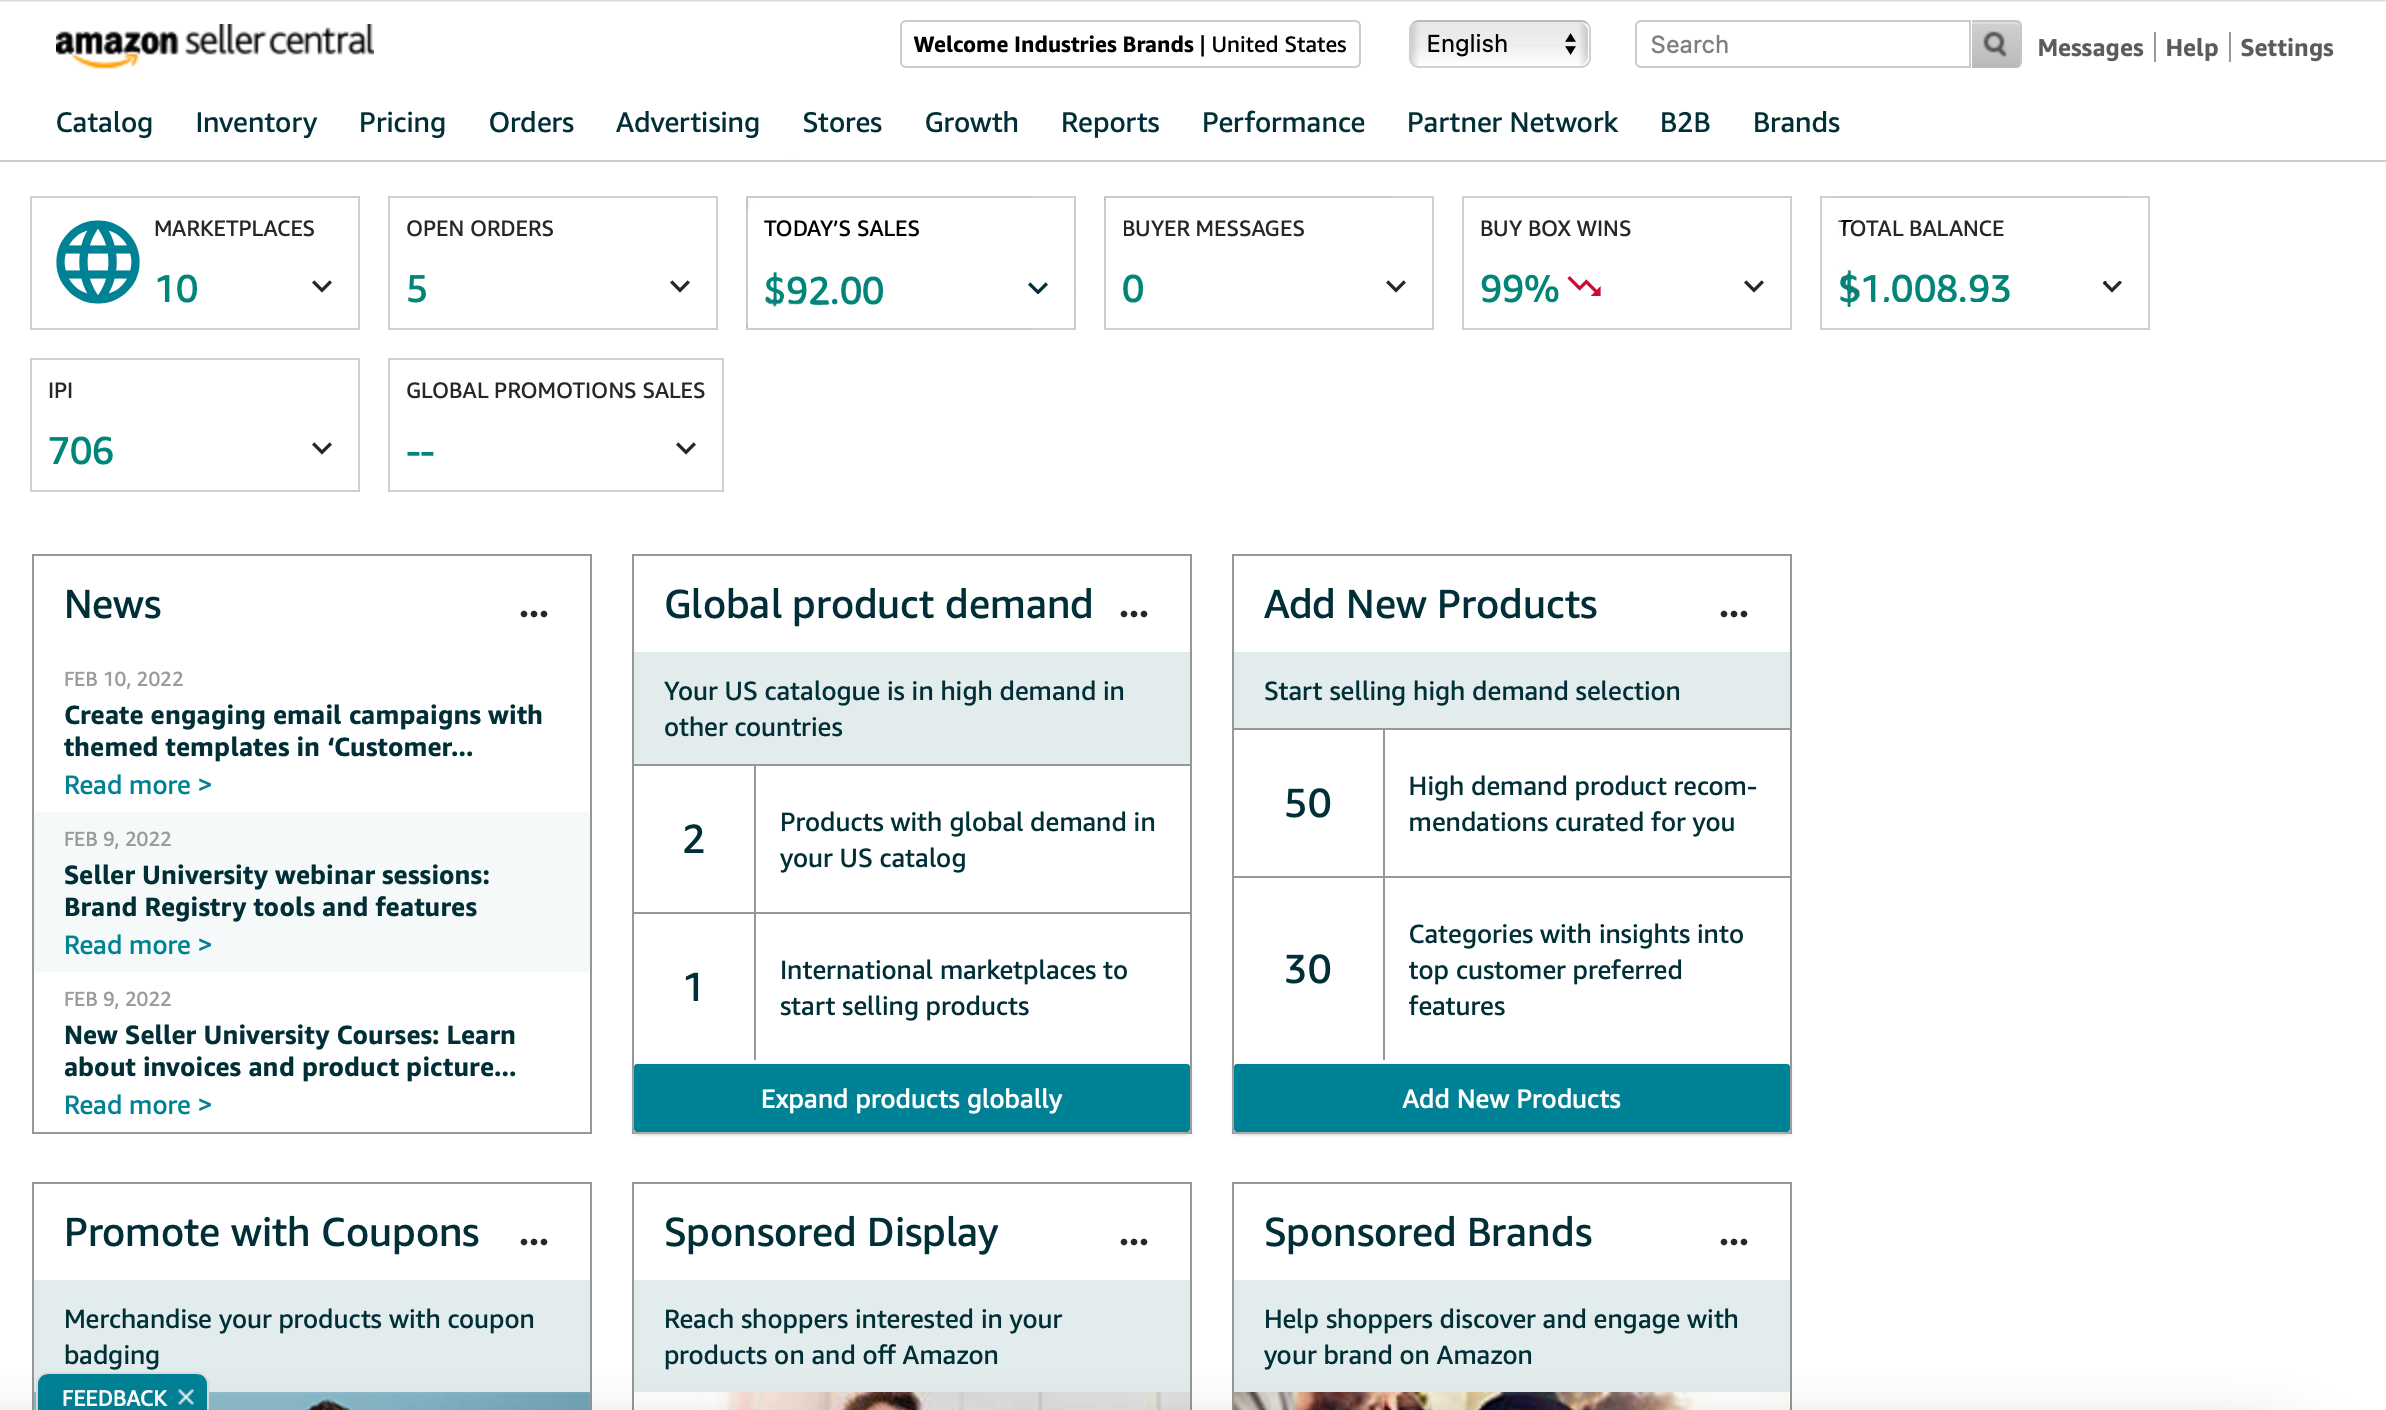 amazon seller central
Welcome Industries Brands | United States
English
Search
Messages
Help
Settings
Catalog
Inventory
Pricing
Orders
Advertising
Stores
Growth
Reports
Performance
Partner Network
B2B
Brands
MARKETPLACES
10
OPEN ORDERS
5
TODAY'S SALES
$92.00
BUYER MESSAGES
0
BUY BOX WINS
99%
TOTAL BALANCE
$1.008.93
IPI
706
GLOBAL PROMOTIONS SALES
--
News
FEB 10, 2022
Create engaging email campaigns with
themed templates in ‘Customer...
Read more >
FEB 9, 2022
Seller University webinar sessions:
Brand Registry tools and features
Read more >
FEB 9, 2022
New Seller University Courses: Learn
about invoices and product picture...
Read more >
Global product demand
Your US catalogue is in high demand in
other countries
2
Products with global demand in
your US catalog
1
International marketplaces to
start selling products
Expand products globally
Add New Products
Start selling high demand selection
50
High demand product recom-
mendations curated for you
30
Categories with insights into
top customer preferred
features
Add New Products
Promote with Coupons
Merchandise your products with coupon
badging
FEEDBACK
Sponsored Display
Reach shoppers interested in your
products on and off Amazon
Sponsored Brands
Help shoppers discover and engage with
your brand on Amazon